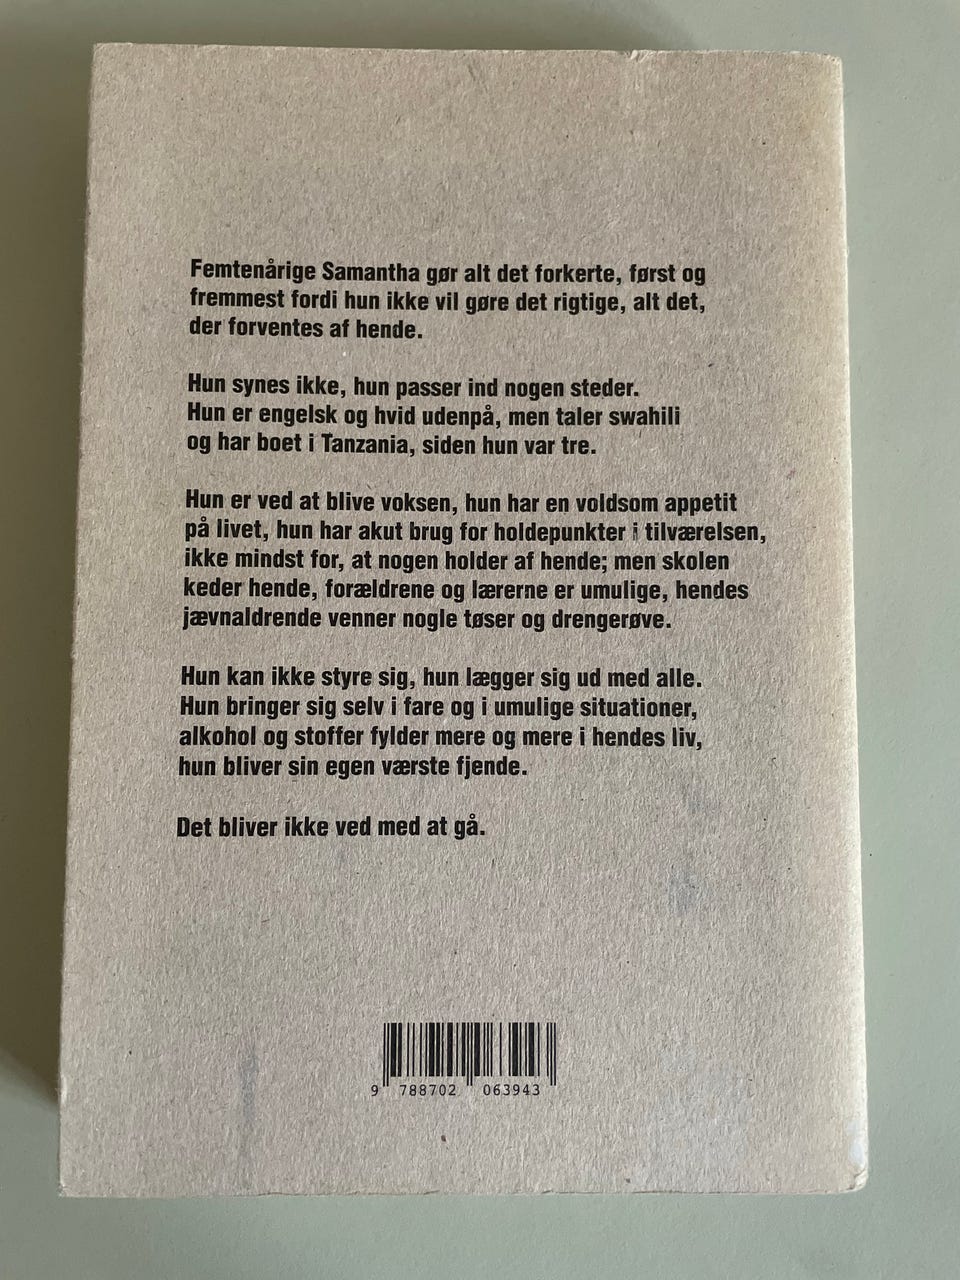 Femtenårige Samantha gør alt det forkerte, først og
fremmest fordi hun ikke vil gøre det rigtige, alt det,
der forventes af hende.
Hun synes ikke, hun passer ind nogen steder.
Hun er engelsk og hvid udenpå, men taler swahili
og har boet i Tanzania, siden hun var tre.
Hun er ved at blive voksen, hun har en voldsom appetit
på livet, hun har akut brug for holdepunkter i tilværelsen,
ikke mindst for, at nogen holder af hende; men skolen
keder hende, forældrene og lærerne er umulige, hendes
jævnaldrende venner nogle tøser og drengerøve.
Hun kan ikke styre sig, hun lægger sig ud med alle.
Hun bringer sig selv i fare og i umulige situationer,
alkohol og stoffer fylder mere og mere i hendes liv,
hun bliver sin egen værste fjende.
Det bliver ikke ved med at gå.
9 788702 063943